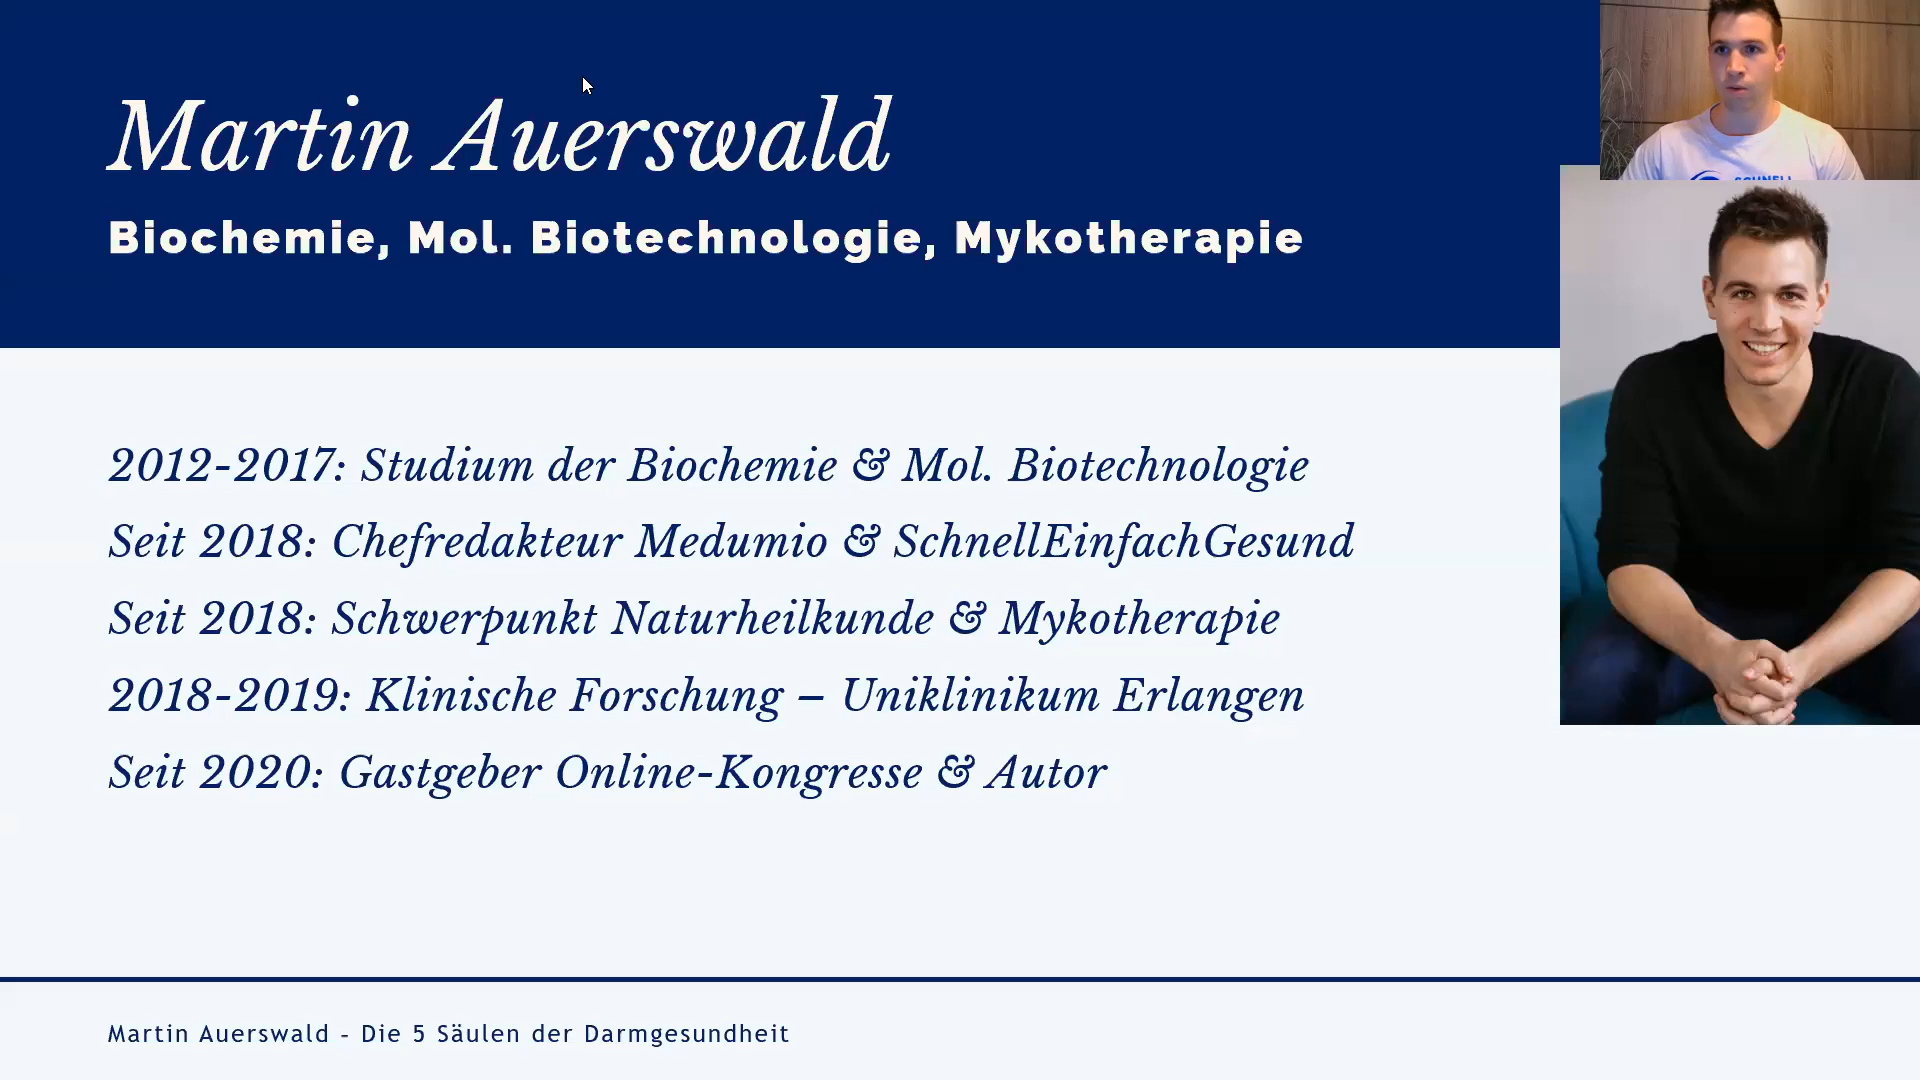 Martin Auerswald
Biochemie, Mol. Biotechnologie, Mykotherapie
SCHNELL
2012-2017: Studium der Biochemie & Mol. Biotechnologie
Seit 2018: Chefredakteur Medumio & SchnellEinfachGesund
Seit 2018: Schwerpunkt Naturheilkunde & Mykotherapie
2018-2019: Klinische Forschung – Uniklinikum Erlangen
Seit 2020: Gastgeber Online-Kongresse & Autor
Martin Auerswald - Die 5 Säulen der Darmgesundheit